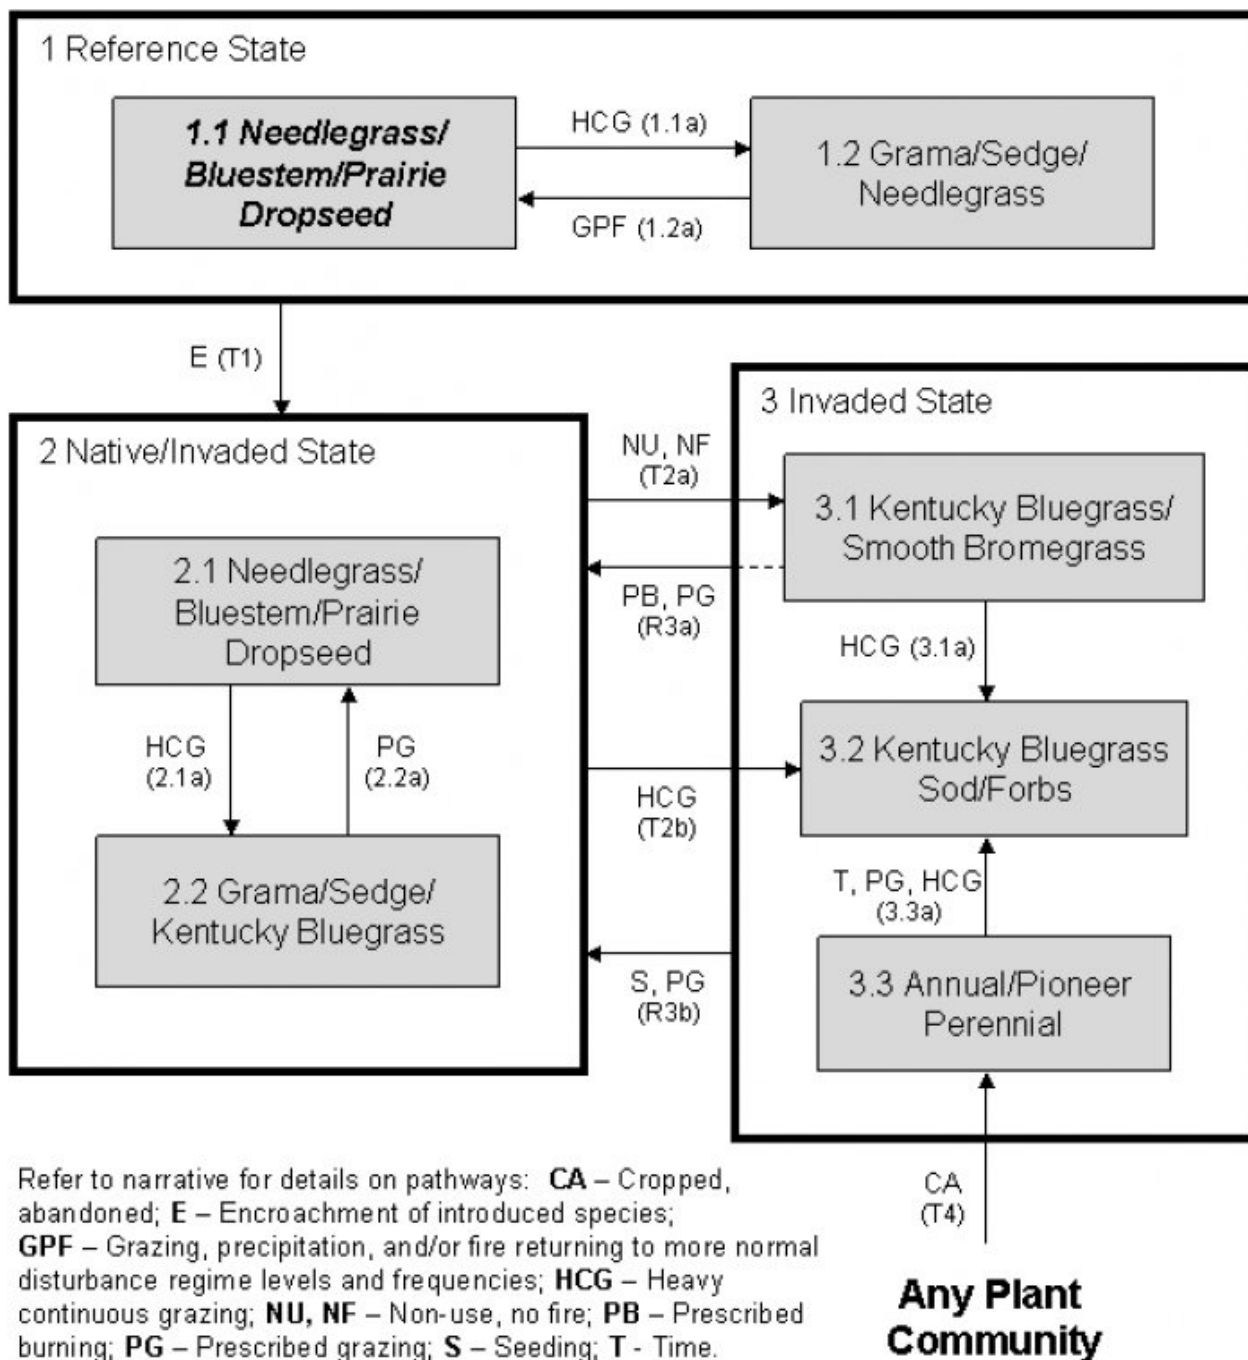 1 Reference State
1.1 Needlegrass/
Bluestem/Prairie
Dropseed
HCG (1.1a)
GPF (1.2a)
1.2 Grama/Sedge/
Needlegrass
E (T1)
2 Native/Invaded State
2.1 Needlegrass/
Bluestem/Prairie
Dropseed
HCG
(2.1a)
PG
(2.2a)
2.2 Grama/Sedge/
Kentucky Bluegrass
NU, NF
(T2a)
PB, PG
(R3a)
HCG
(T2b)
S, PG
(R3b)
3 Invaded State
3.1 Kentucky Bluegrass/
Smooth Bromegrass
HCG (3.1a)
3.2 Kentucky Bluegrass
Sod/Forbs
T, PG, HCG
(3.3a)
3.3 Annual/Pioneer
Perennial
CA
(T4)
Any Plant
Community
Refer to narrative for details on pathways: CA – Cropped,
abandoned; E – Encroachment of introduced species;
GPF – Grazing, precipitation, and/or fire returning to more normal
disturbance regime levels and frequencies; HCG – Heavy
continuous grazing; NU, NF – Non-use, no fire; PB – Prescribed
burning; PG – Prescribed grazing; S – Seeding; T - Time.